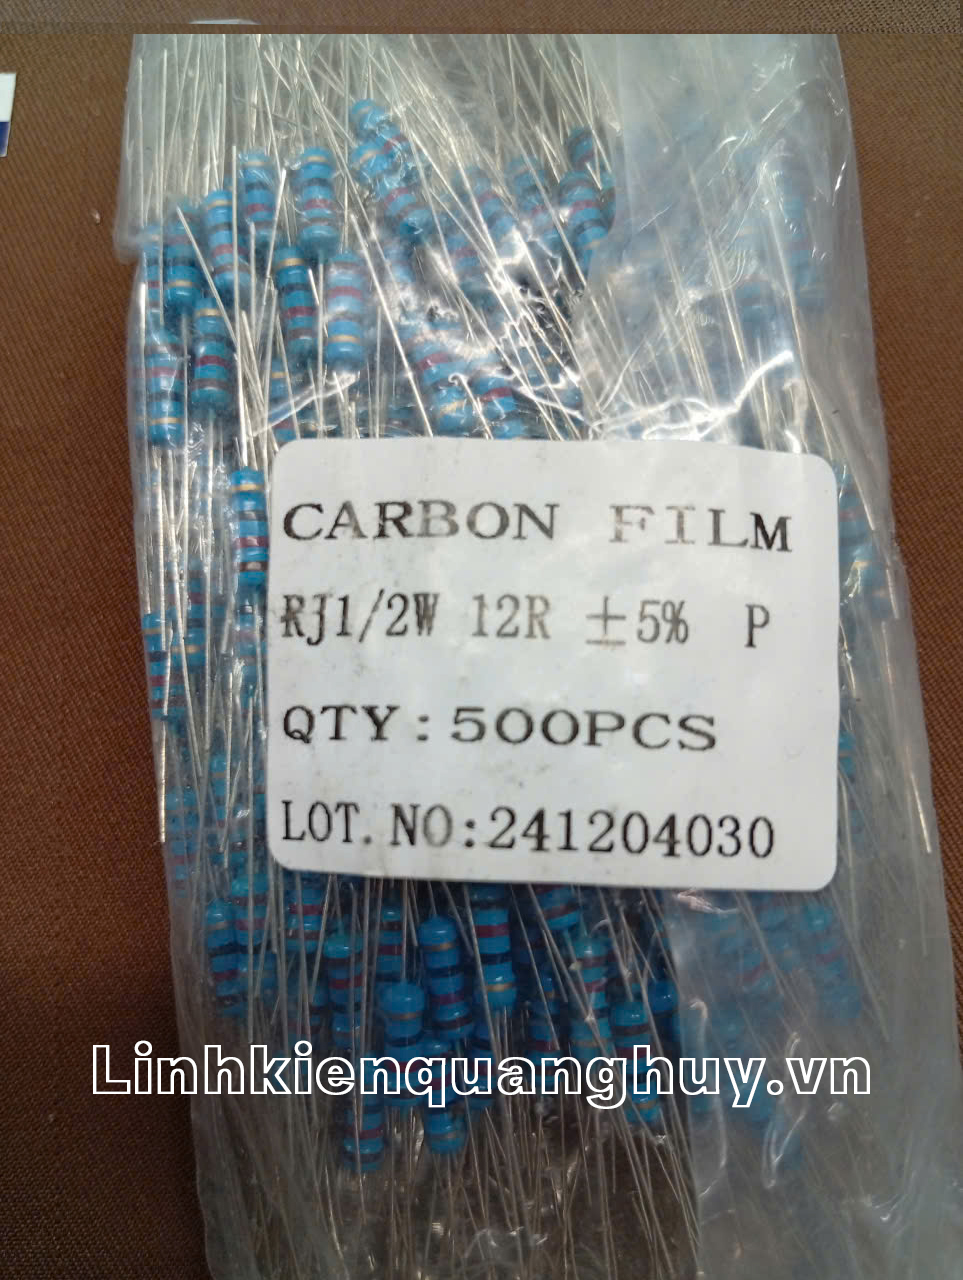 CARBON FILM
RJ1/2W 12R ±5% P
QTY:500PCS
LOT.NO:241204030
Linhkienquanghuy.vn